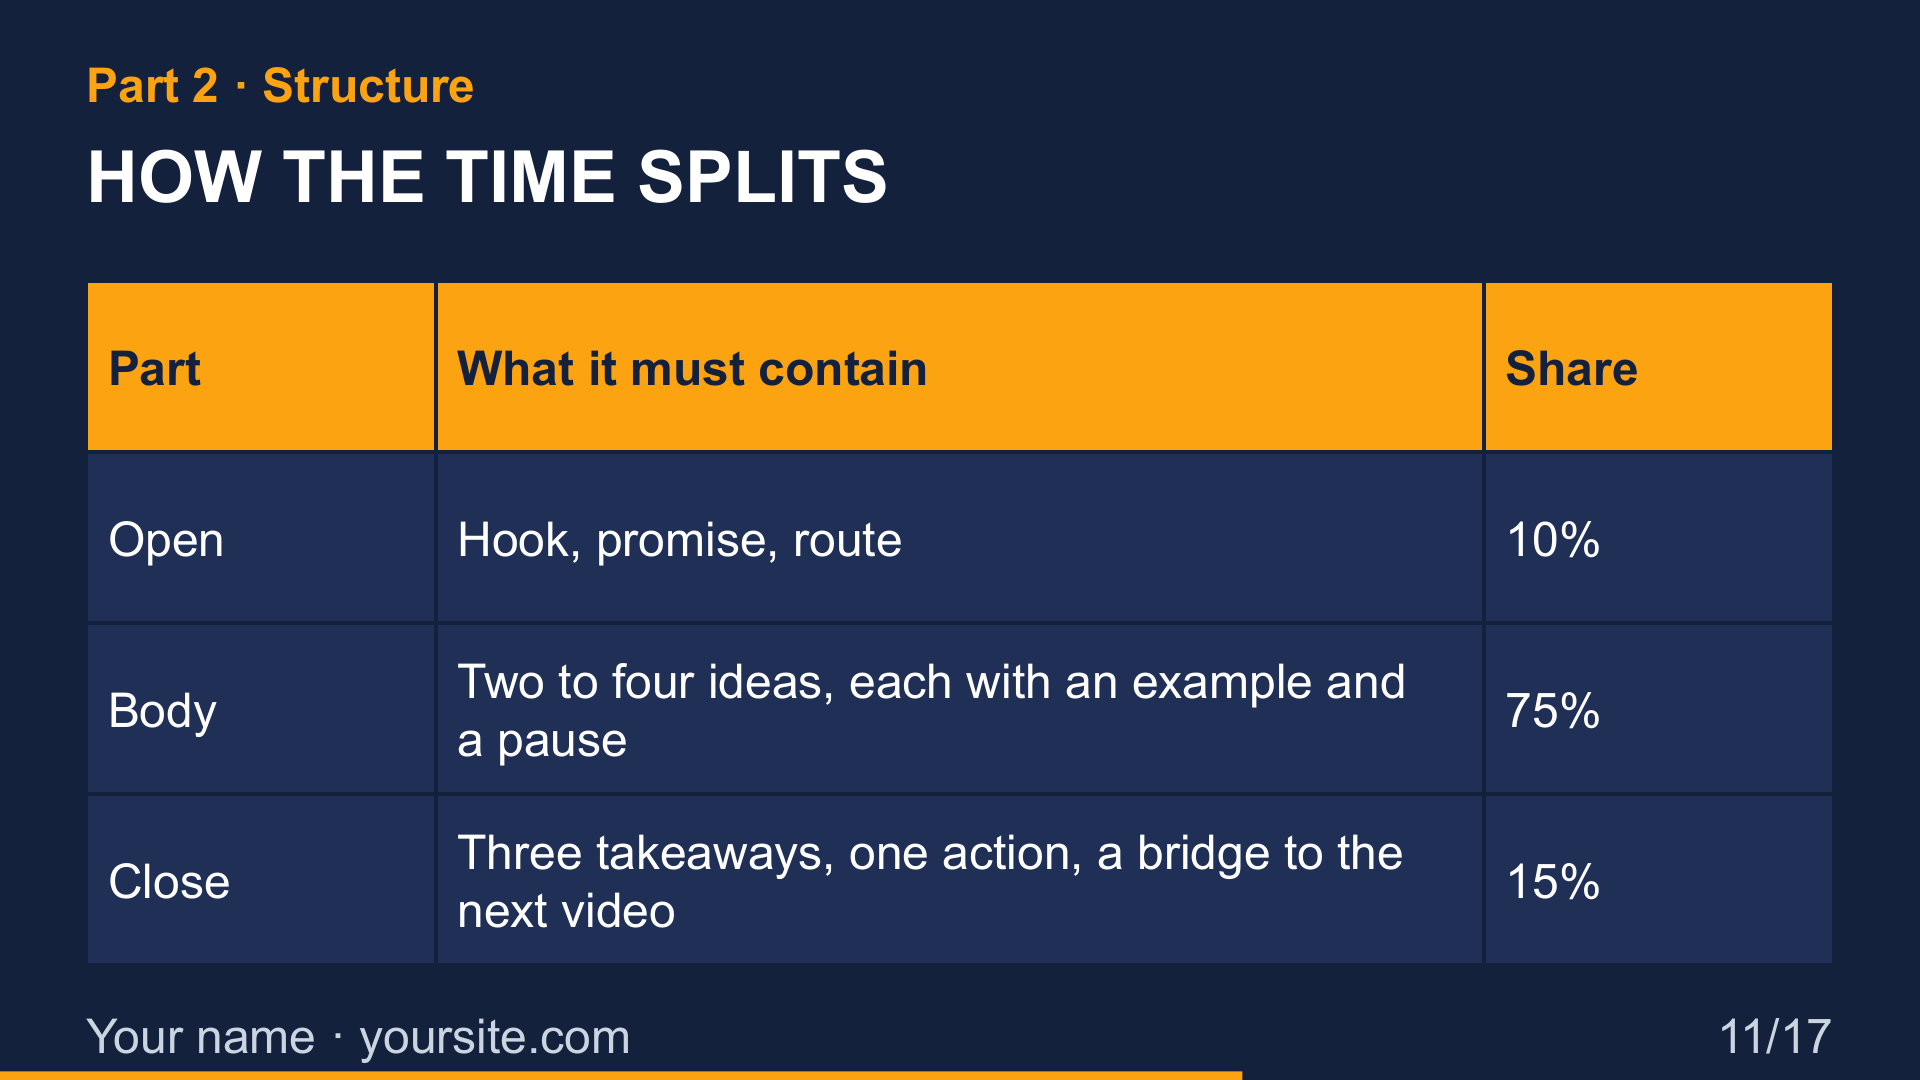 Part 2 · Structure
HOW THE TIME SPLITS
Part What it must contain Share
Open Hook, promise, route 10%
Body Two to four ideas, each with an example and
a pause 75%
Close Three takeaways, one action, a bridge to the
next video 15%
Your name · yoursite.com 11/17